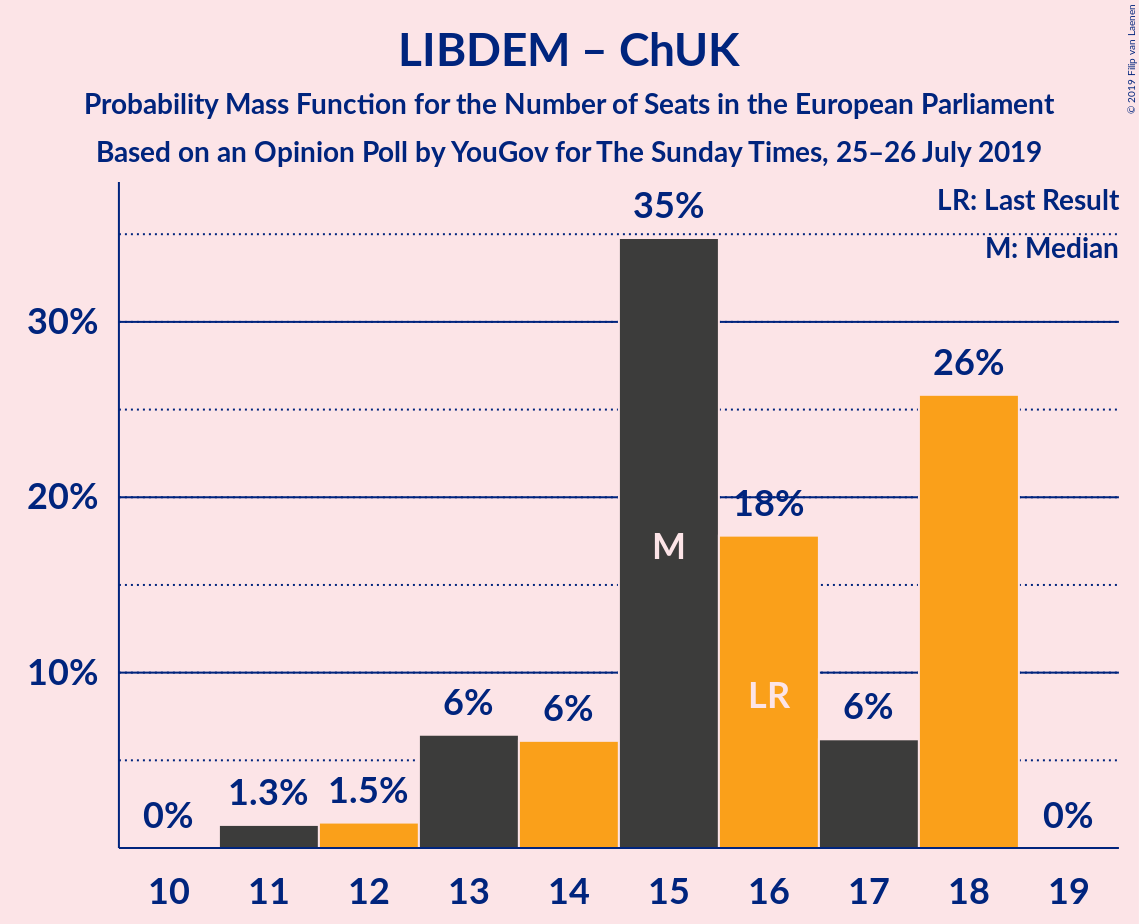 LIBDEM – ChUK
Probability Mass Function for the Number of Seats in the European Parliament
Based on an Opinion Poll by YouGov for The Sunday Times, 25–26 July 2019
© 2019 Filip van Laenen
LR: Last Result
M: Median
35%
30%
26%
20%
18%
M
LR
10%
6%
6%
6%
1.3%
1.5%
0%
0%
10 11 12 13 14 15 16 17 18 19